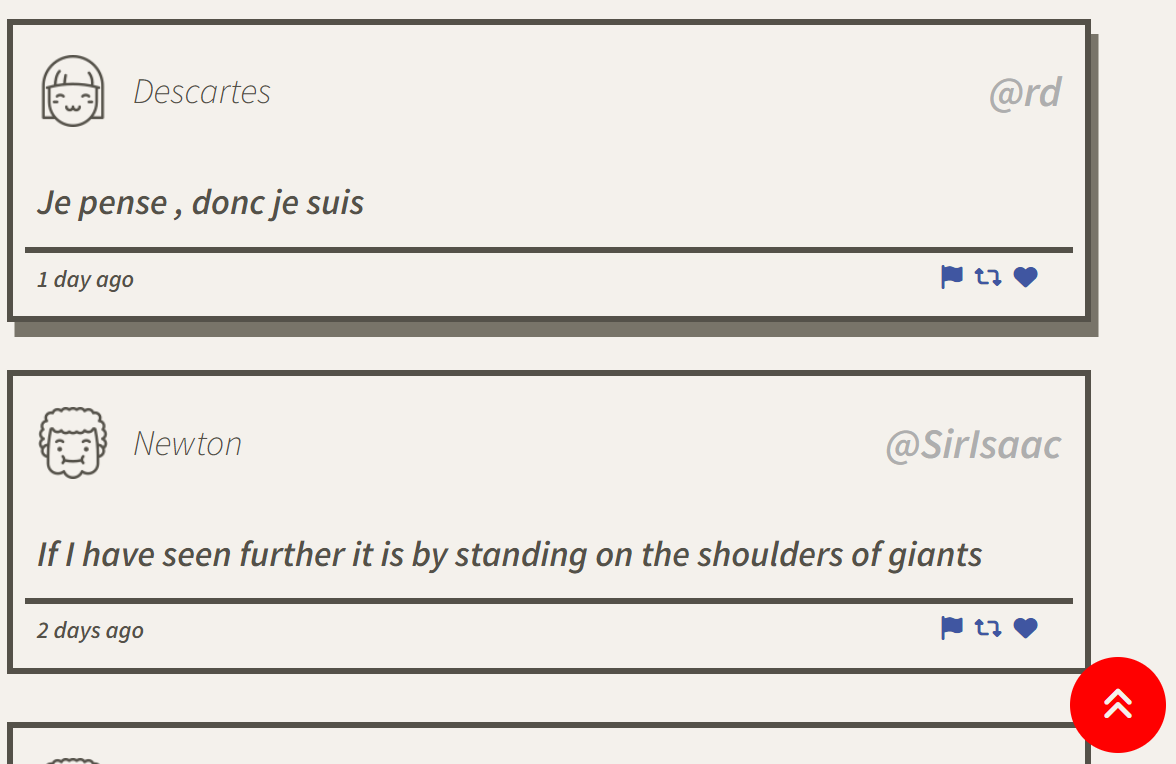 Descartes
@rd
Je pense , donc je suis
1 day ago
Newton
@SirIsaac
If I have seen further it is by standing on the shoulders of giants
2 days ago